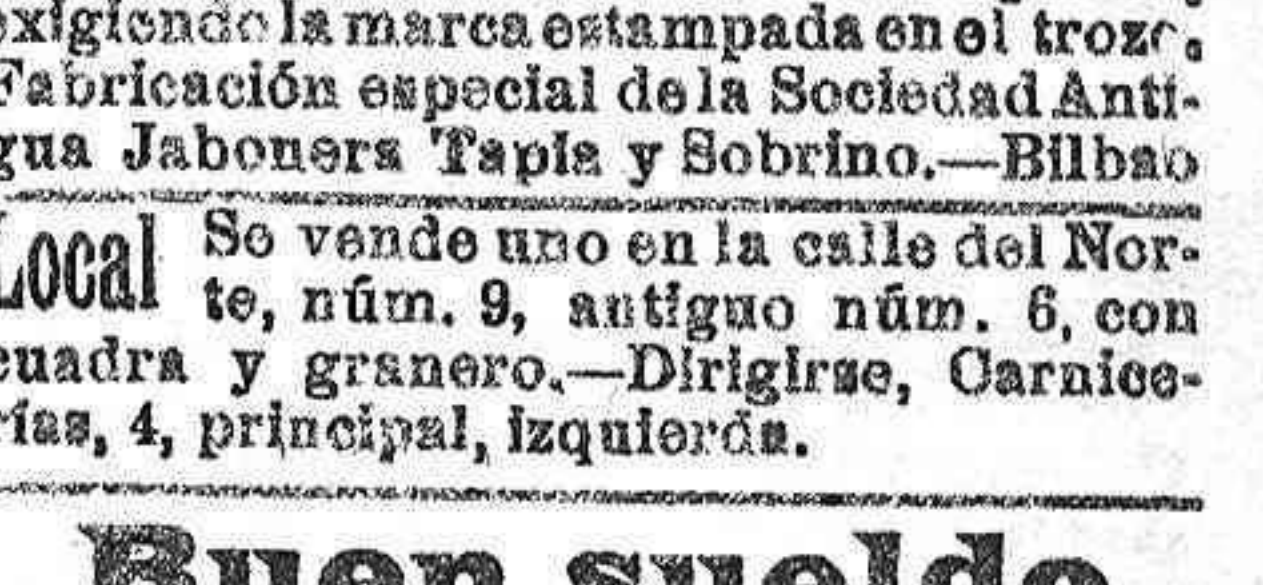 exigiendo la marca estampada en el trozo.
Fabricación especial de la Sociedad Anti-
gua Jabonera Tapia y Sobrino.—Bilbao
Local Se vende uno en la calle del Nor-
te, núm. 9, antiguo núm. 6, con
cuadra y granero.—Dirigirse, Carnice-
rías, 4, principal, izquierda.
Buen sueldo